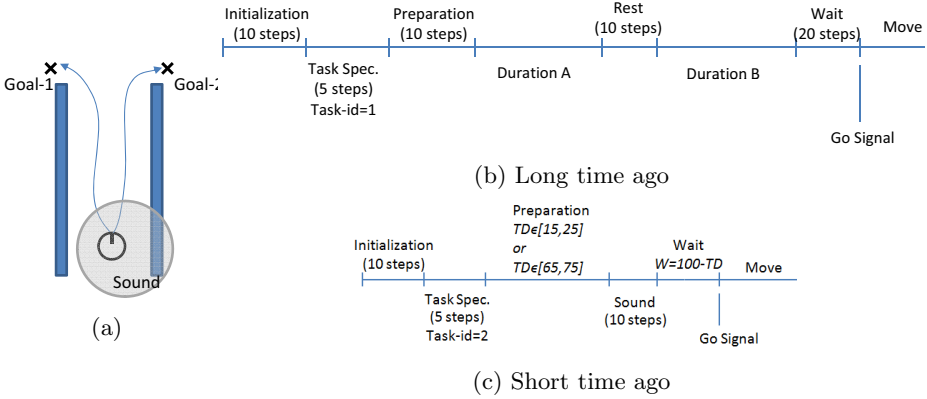 Goal-1
Goal-2
Sound
(a)
Initialization
(10 steps)
Preparation
(10 steps)
Rest
(10 steps)
Wait
(20 steps)
Move
Task Spec.
(5 steps)
Task-id=1
Duration A
Duration B
Go Signal
(b) Long time ago
Initialization
(10 steps)
Preparation
TDϵ[15,25]
or
TDϵ[65,75]
Wait
W=100-TD
Move
Task Spec.
(5 steps)
Task-id=2
Sound
(10 steps)
Go Signal
(c) Short time ago